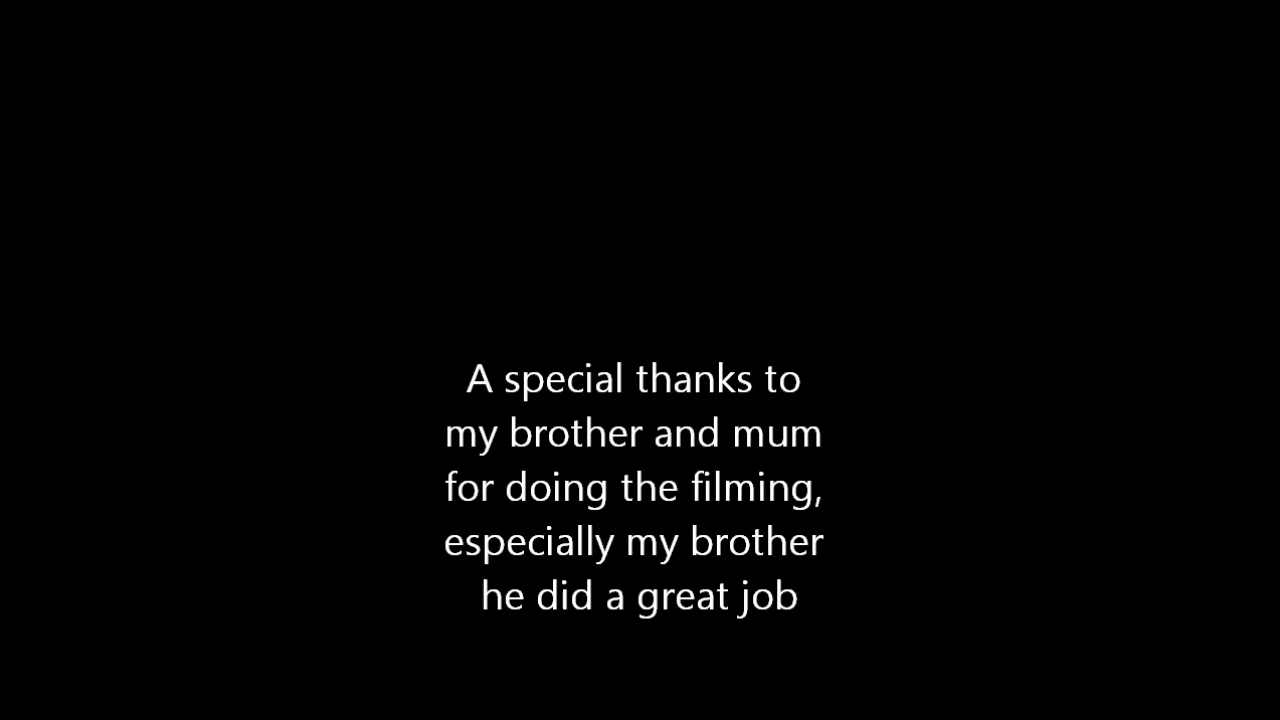 A special thanks to
my brother and mum
for doing the filming,
especially my brother
he did a great job